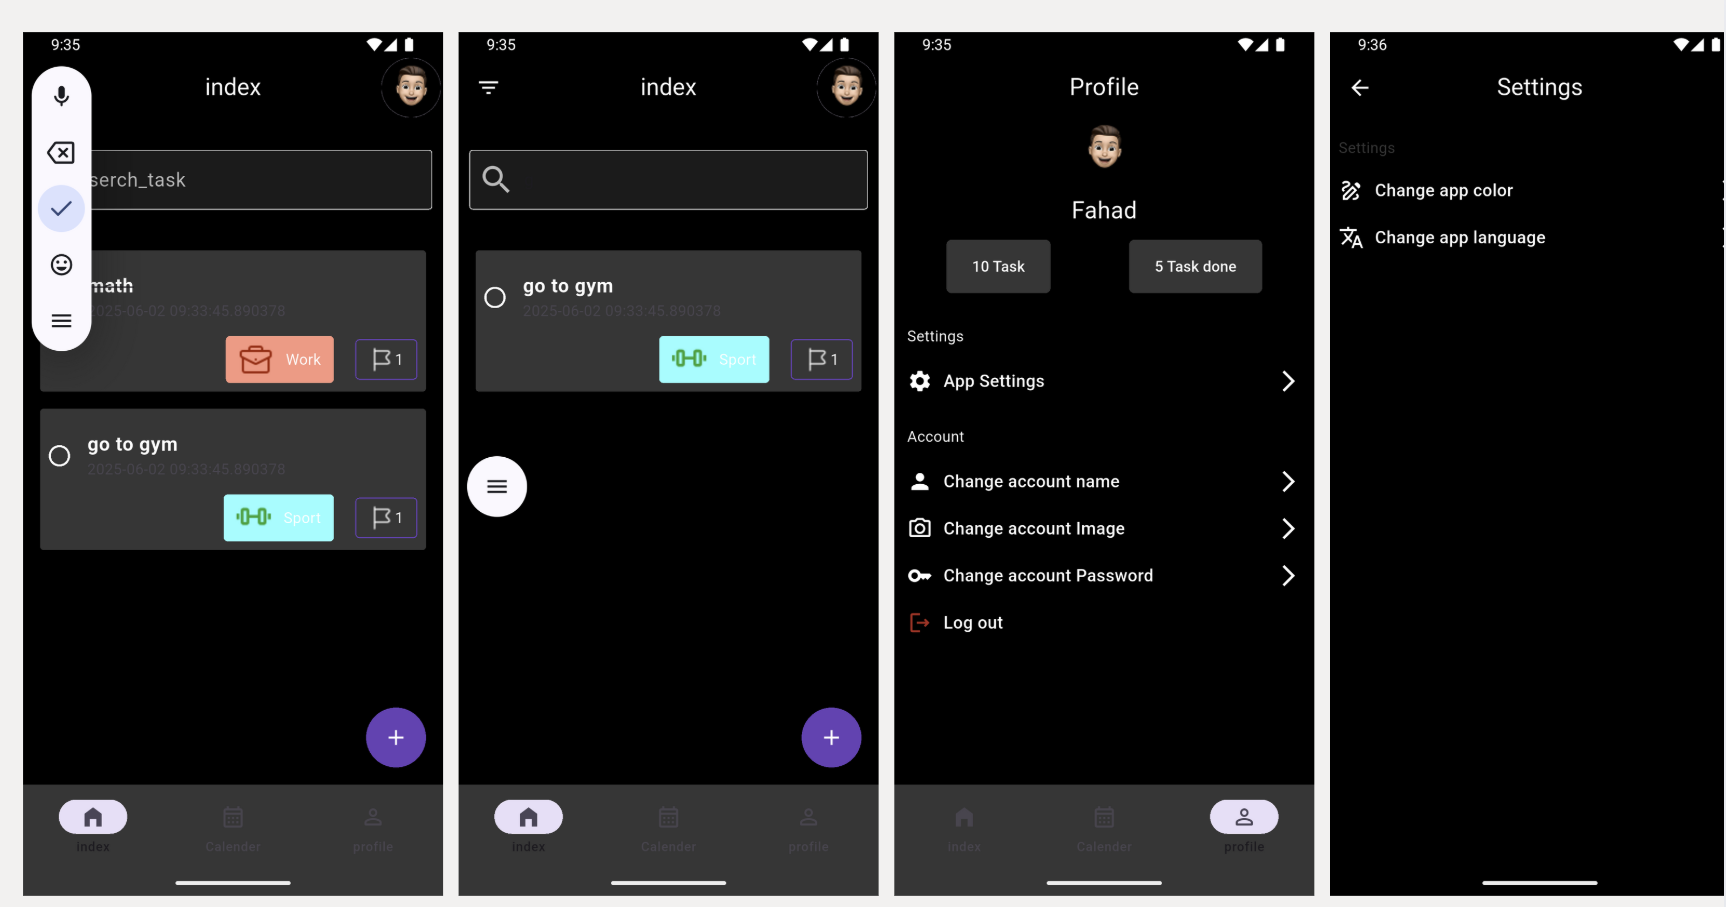 9:35
index
serch_task
math
2025-06-02 09:33:45.890378
Work
1
go to gym
2025-06-02 09:33:45.890378
Sport
1
index
Calender
profile
9:35
index
go to gym
2025-06-02 09:33:45.890378
Sport
1
index
Calender
profile
9:35
Profile
Fahad
10 Task
5 Task done
Settings
App Settings
Account
Change account name
Change account Image
Change account Password
Log out
index
Calender
profile
9:36
Settings
Settings
Change app color
Change app language